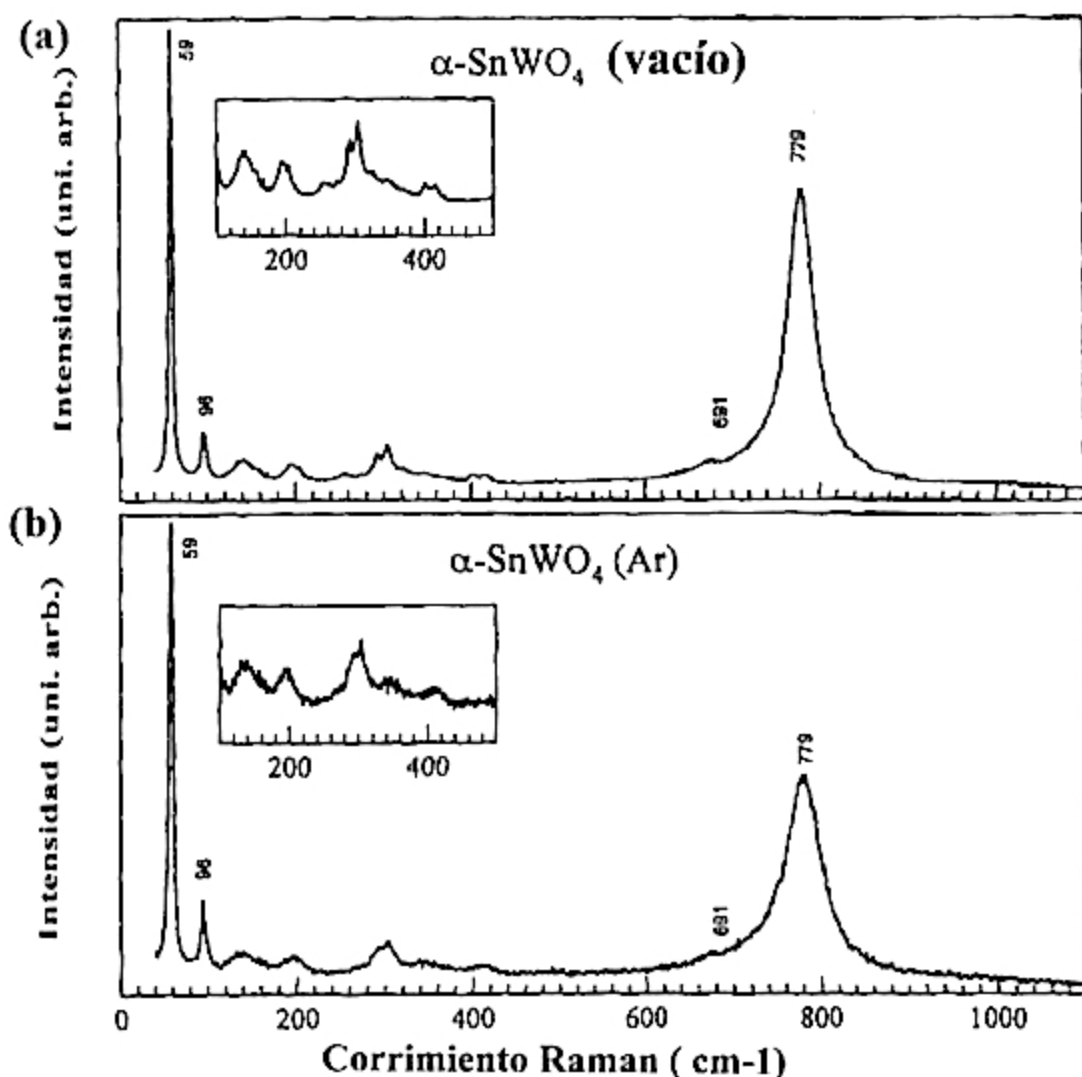 (a)
α-SnWO₄ (vacío)
Intensidad (uni. arb.)
59
96
691
779
200 400
(b)
α-SnWO₄ (Ar)
Intensidad (uni. arb.)
59
96
691
779
200 400
0 200 400 600 800 1000
Corrimiento Raman ( cm-1)